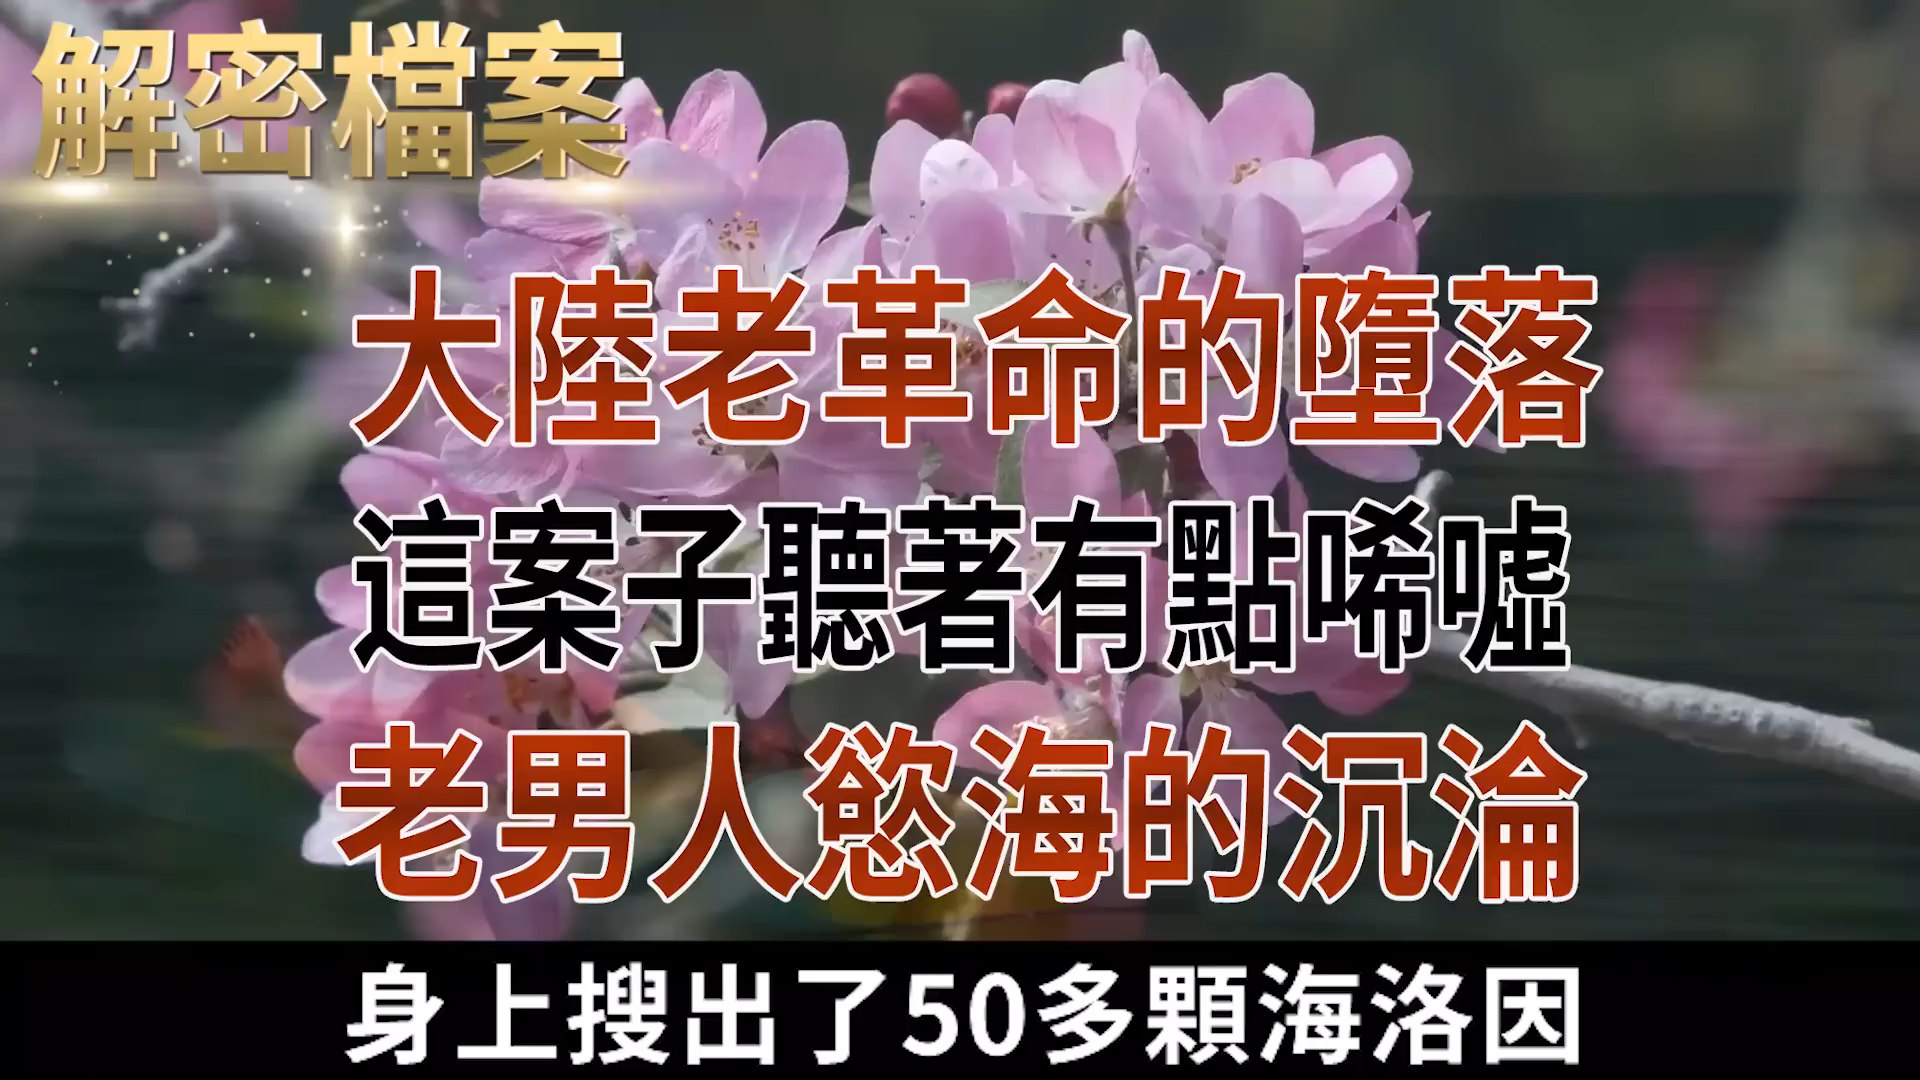 解密檔案
大陸老革命的墮落
這案子聽著有點唏噓
老男人慾海的沉淪
身上搜出了50多顆海洛因